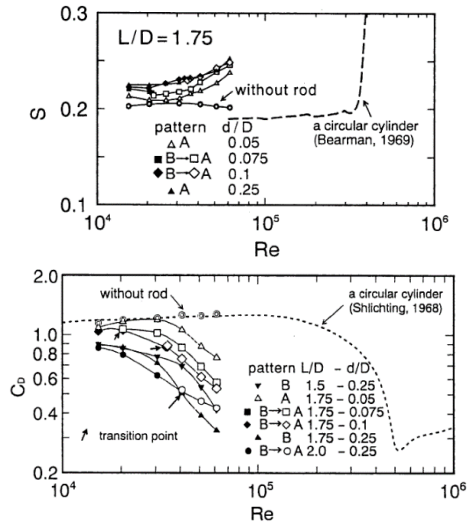 L/D=1.75
0.3
0.2
0.1
S
without rod
pattern d/D
△ A 0.05
■ B→□ A 0.075
◆ B→◇ A 0.1
▲ A 0.25
a circular cylinder
(Bearman, 1969)
10⁴ 10⁵ 10⁶
Re
2.0
1.0
0.8
0.6
0.4
0.2
C_D
without rod
a circular cylinder
(Shlichting, 1968)
pattern L/D - d/D
▼ B 1.5 - 0.25
△ A 1.75 - 0.05
■ B→□ A 1.75 - 0.075
◆ B→◇ A 1.75 - 0.1
▲ B 1.75 - 0.25
● B→○ A 2.0 - 0.25
transition point
10⁴ 10⁵ 10⁶
Re